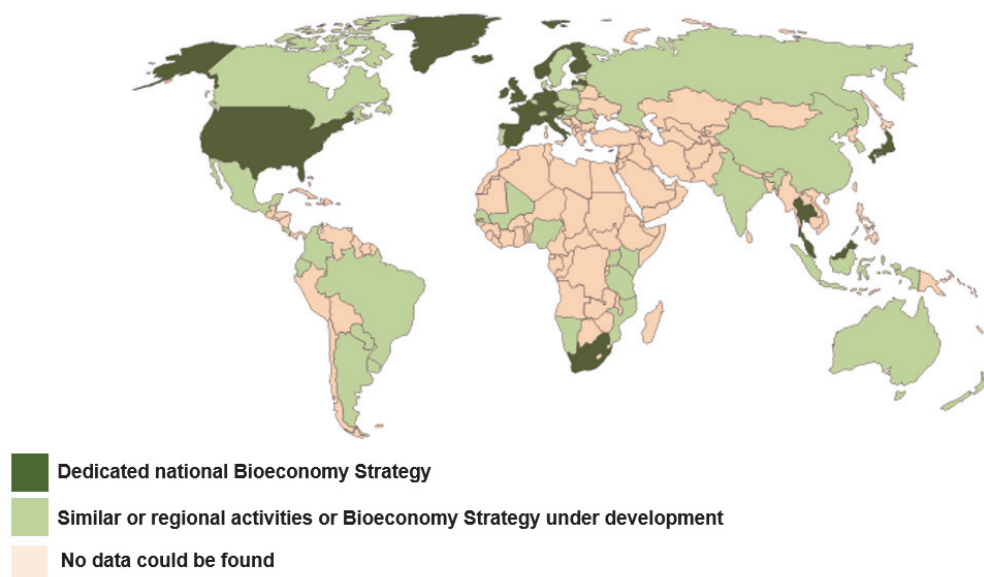 Dedicated national Bioeconomy Strategy
Similar or regional activities or Bioeconomy Strategy under development
No data could be found